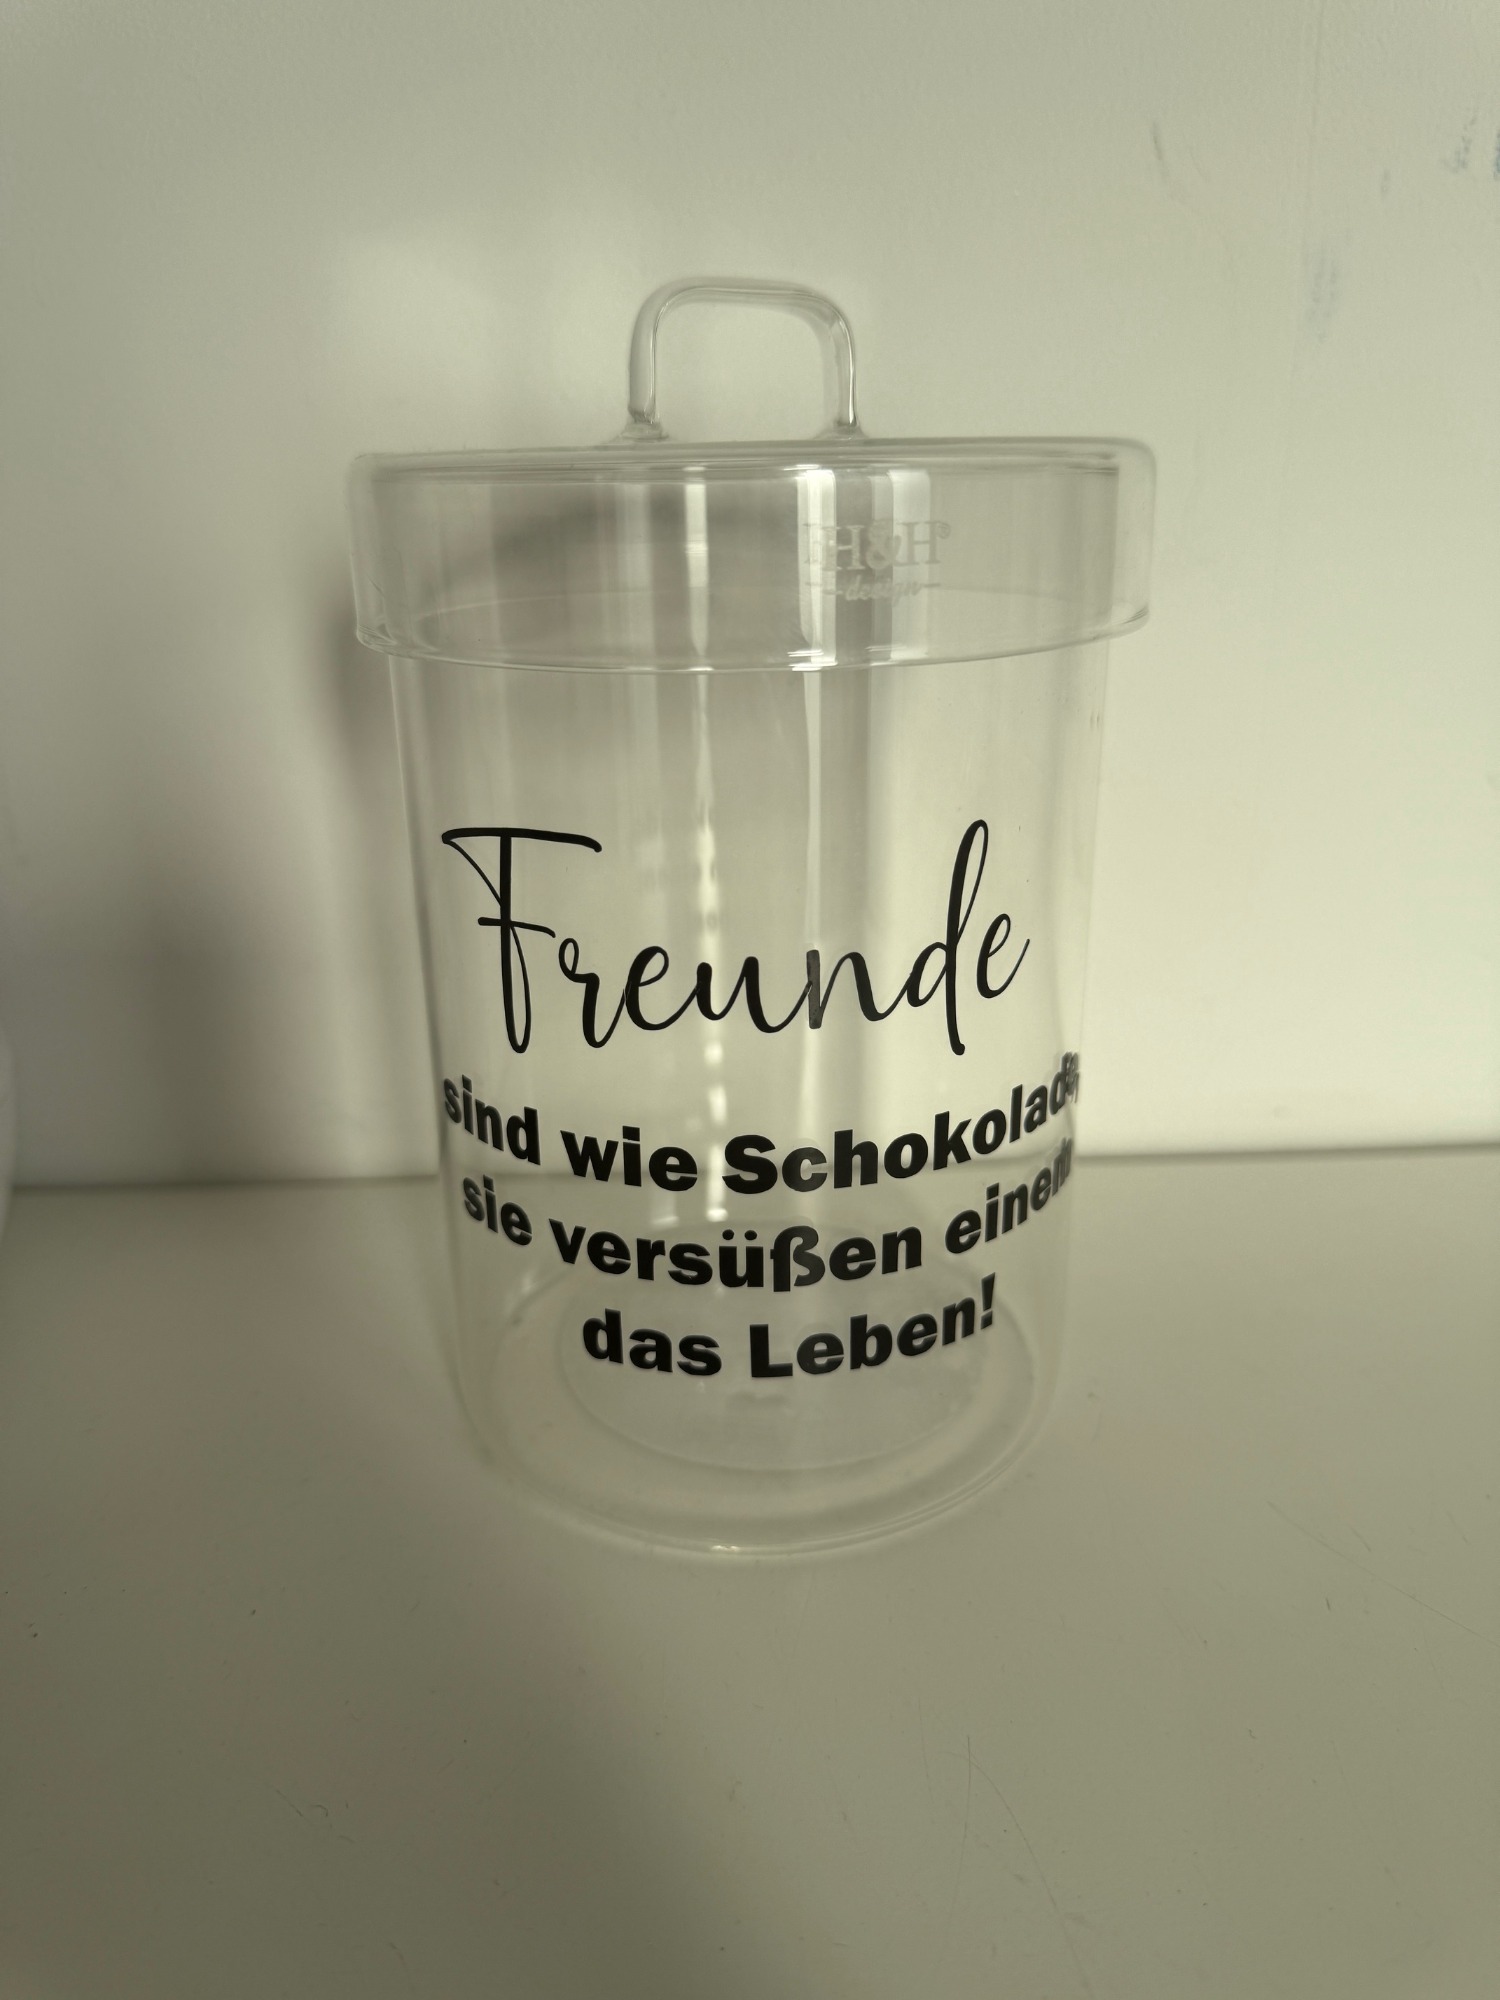 H&H®
design
Freunde
sind wie Schokolade,
sie versüßen einem
das Leben!